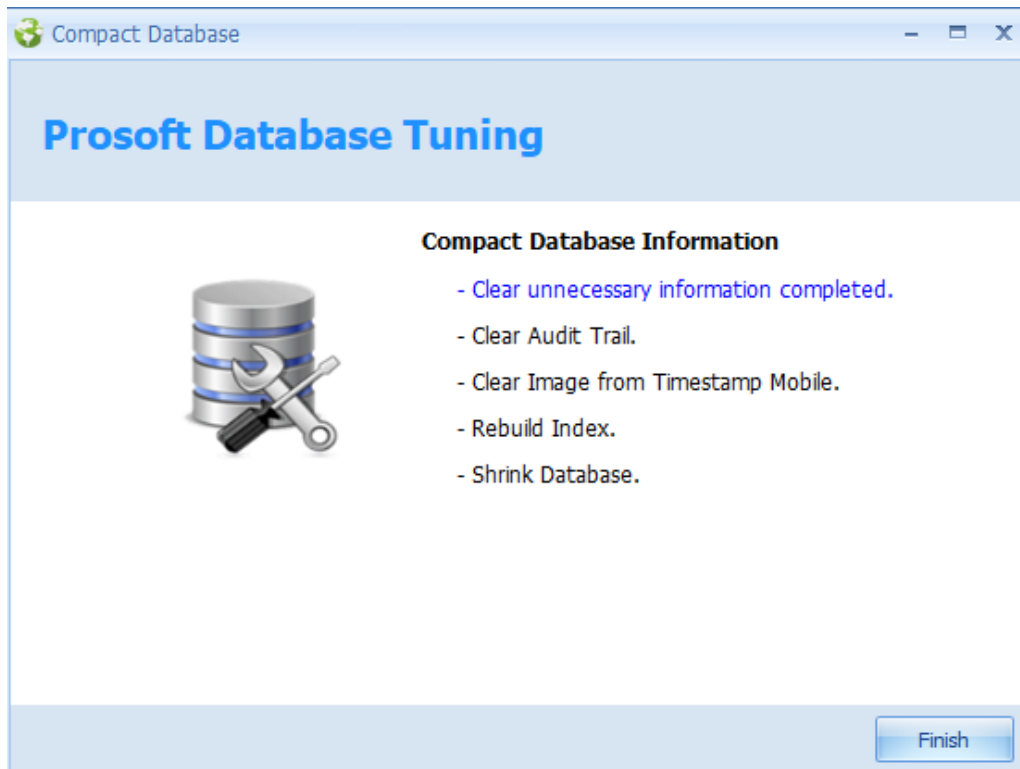 Compact Database
Prosoft Database Tuning
Compact Database Information
- Clear unnecessary information completed.
- Clear Audit Trail.
- Clear Image from Timestamp Mobile.
- Rebuild Index.
- Shrink Database.
Finish